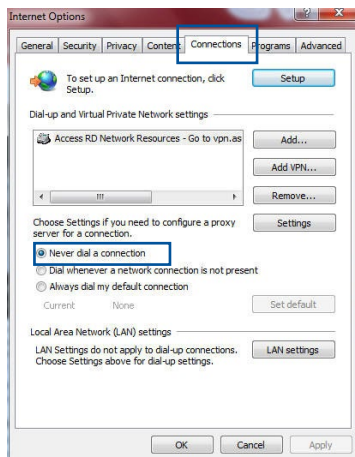 Internet Options
General Security Privacy Content Connections Programs Advanced
To set up an Internet connection, click
Setup.
Setup
Dial-up and Virtual Private Network settings
Access RD Network Resources - Go to vpn.as
Add...
Add VPN...
Remove...
Choose Settings if you need to configure a proxy
server for a connection.
Settings
Never dial a connection
Dial whenever a network connection is not present
Always dial my default connection
Current None
Set default
Local Area Network (LAN) settings
LAN Settings do not apply to dial-up connections.
Choose Settings above for dial-up settings.
LAN settings
OK Cancel Apply